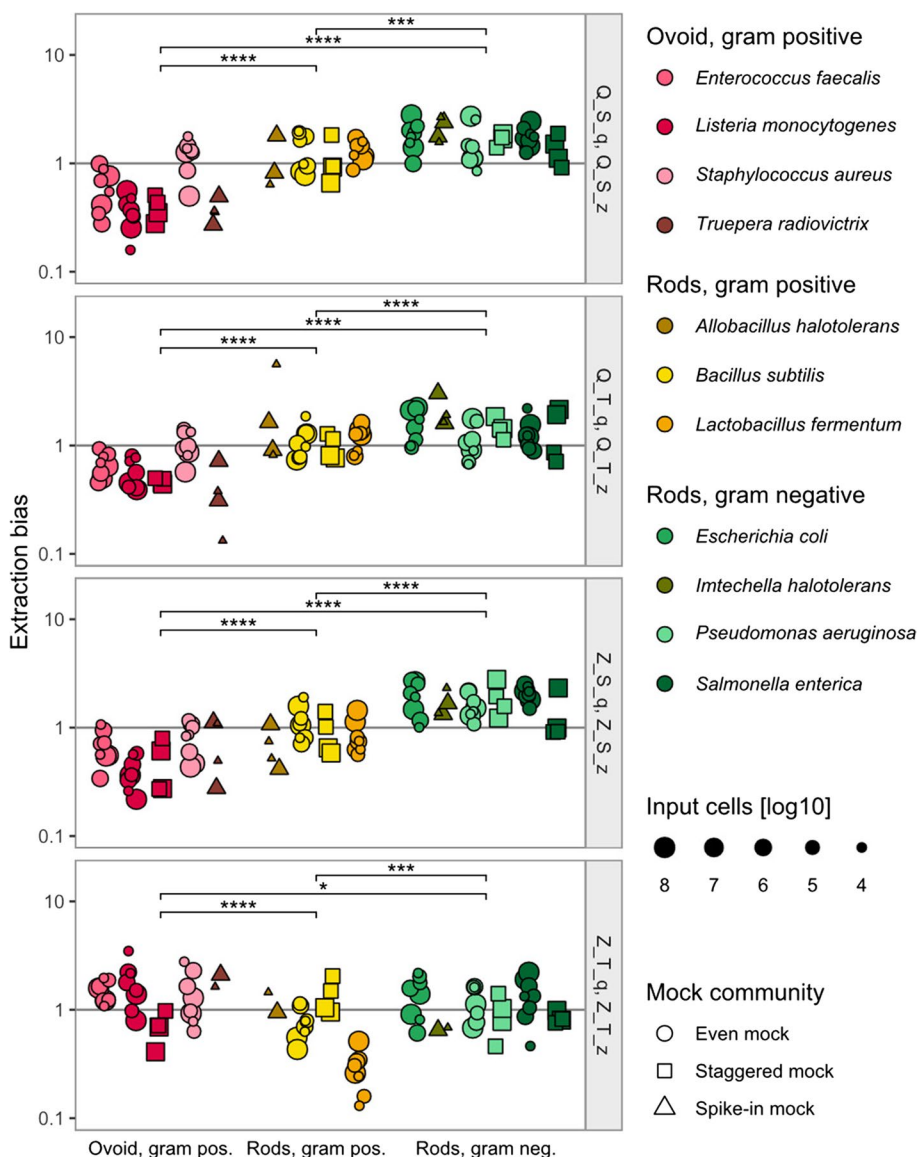 Extraction bias
10
1
0.1
***
****
****
Q_S_q, Q_S_z
10
1
0.1
****
****
****
Q_T_q, Q_T_z
10
1
0.1
****
****
****
Z_S_q, Z_S_z
10
1
0.1
***
*
****
Z_T_q, Z_T_z
Ovoid, gram pos.
Rods, gram pos.
Rods, gram neg.
Ovoid, gram positive
Enterococcus faecalis
Listeria monocytogenes
Staphylococcus aureus
Truepera radiovictrix
Rods, gram positive
Allobacillus halotolerans
Bacillus subtilis
Lactobacillus fermentum
Rods, gram negative
Escherichia coli
Imtechella halotolerans
Pseudomonas aeruginosa
Salmonella enterica
Input cells [log10]
8 7 6 5 4
Mock community
Even mock
Staggered mock
Spike-in mock